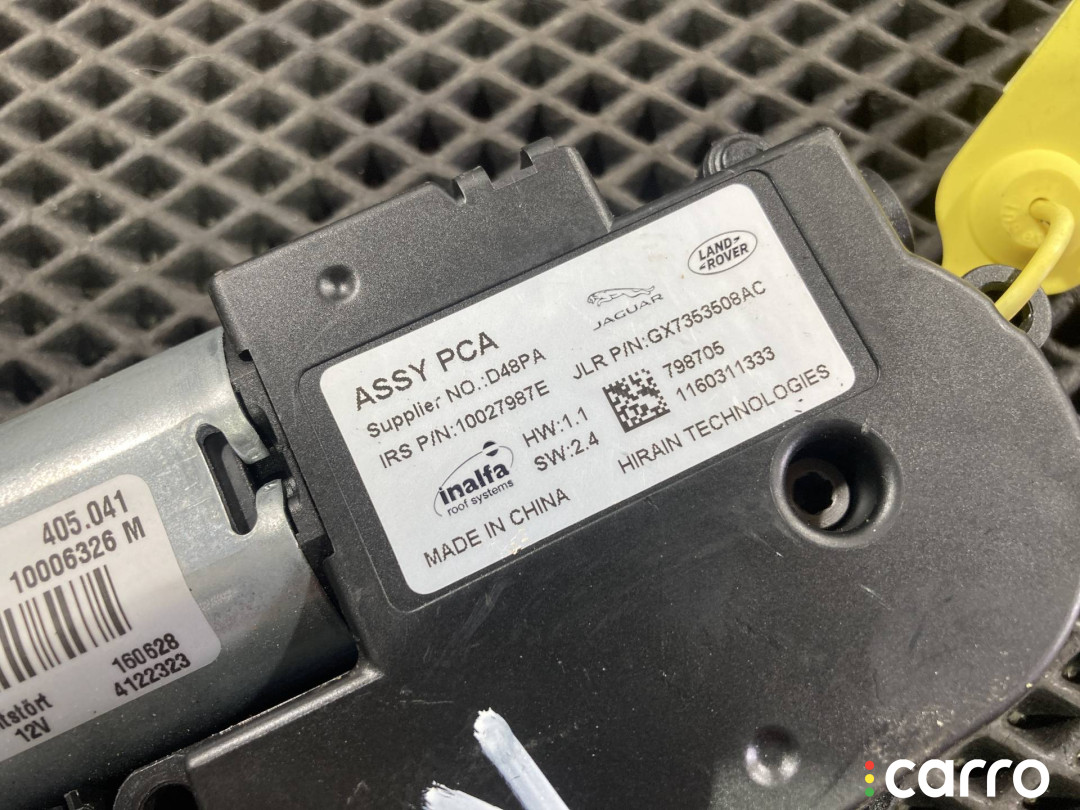 LAND-
-ROVER
JAGUAR
ASSY PCA
Supplier NO.:D48PA
JLR P/N:GX7353508AC
IRS P/N:10027987E
798705
1160311333
HW:1.1
SW:2.4
HIRAIN TECHNOLOGIES
inalfa
roof systems
MADE IN CHINA
405.041
10006326 M
160628
4122323
tstört
12V
carro